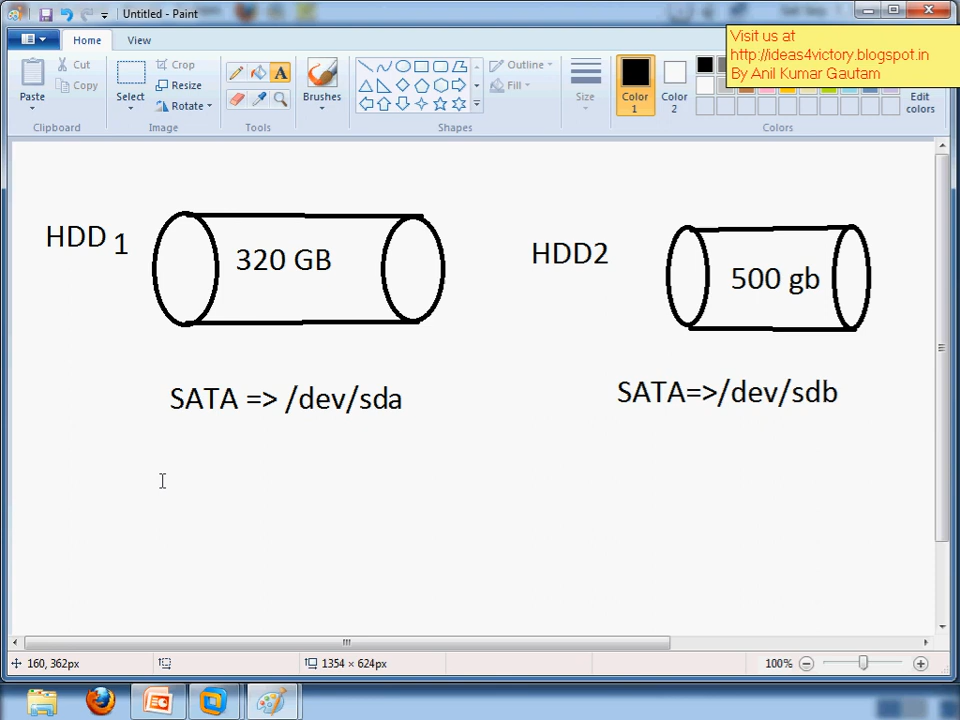 Untitled - Paint
Visit us at
http://ideas4victory.blogspot.in
By Anil Kumar Gautam
Home
View
Paste
Cut
Copy
Clipboard
Select
Crop
Resize
Rotate
Image
A
Tools
Brushes
Outline
Fill
Shapes
Size
Color
1
Color
2
Edit
colors
Colors
HDD 1
320 GB
HDD2
500 gb
SATA => /dev/sda
SATA=>/dev/sdb
160, 362px
1354 × 624px
100%